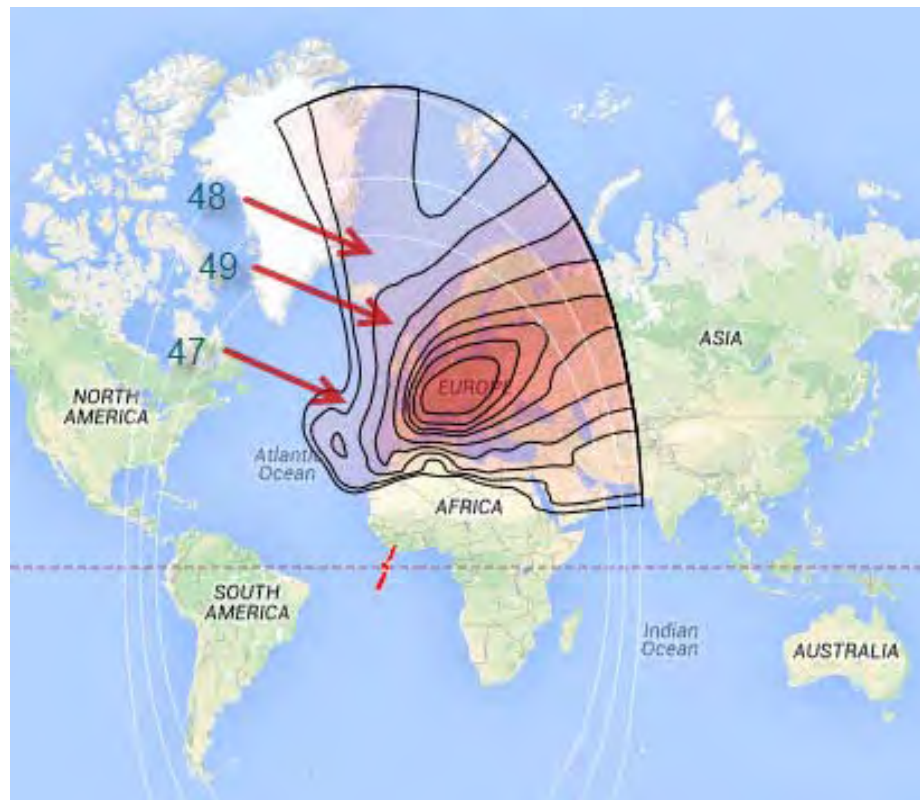 48
49
47
NORTH
AMERICA
EUROPE
ASIA
Atlantic
Ocean
AFRICA
SOUTH
AMERICA
Indian
Ocean
AUSTRALIA